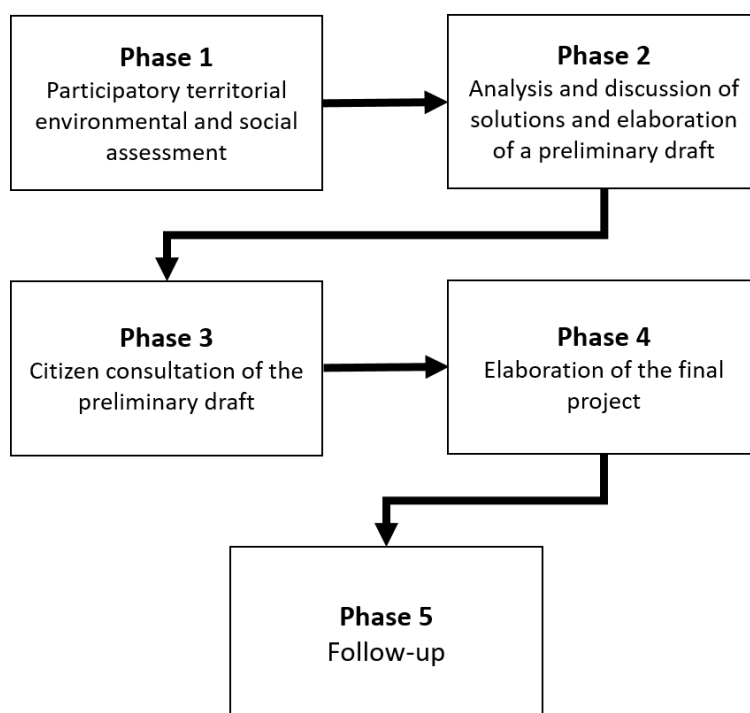 Phase 1
Participatory territorial
environmental and social
assessment
Phase 2
Analysis and discussion of
solutions and elaboration
of a preliminary draft
Phase 3
Citizen consultation of the
preliminary draft
Phase 4
Elaboration of the final
project
Phase 5
Follow-up